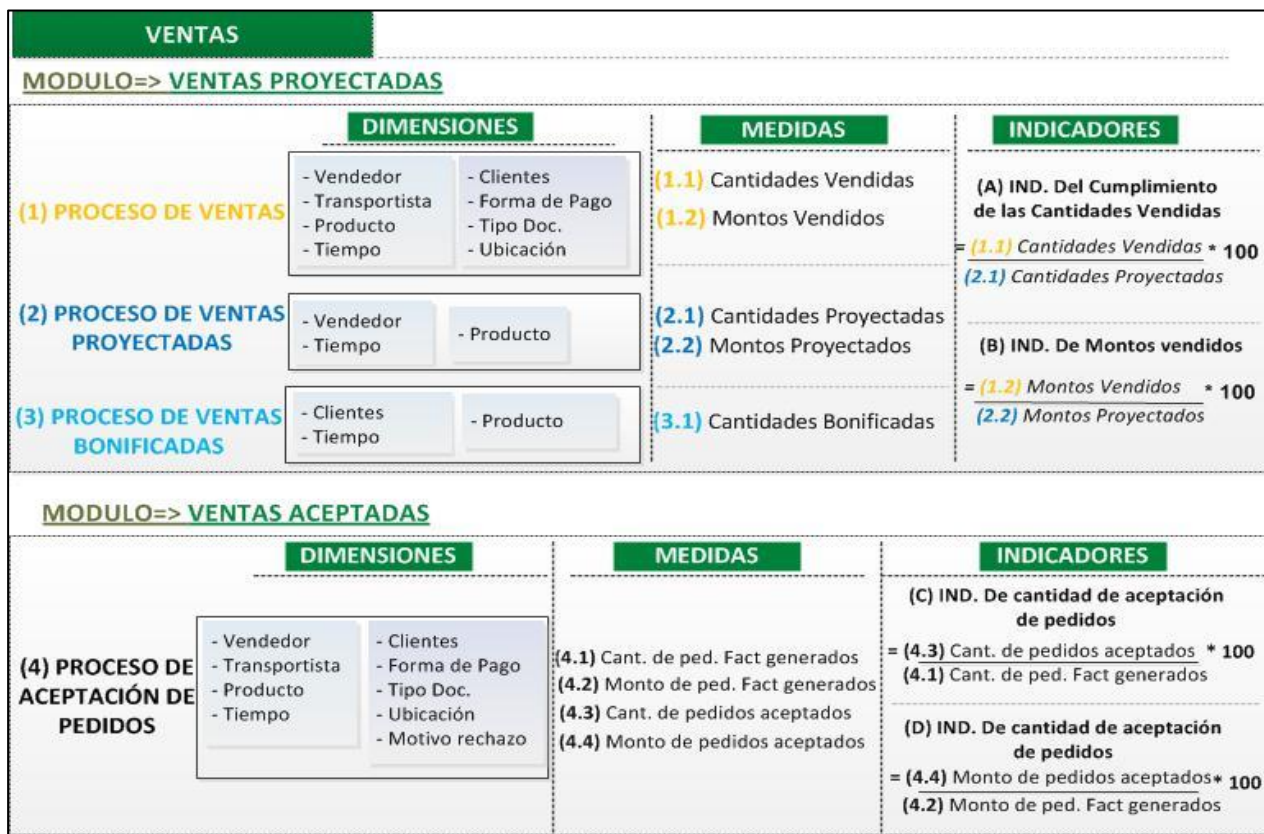 VENTAS
MODULO=> VENTAS PROYECTADAS
DIMENSIONES
MEDIDAS
INDICADORES
(1) PROCESO DE VENTAS
- Vendedor
- Transportista
- Producto
- Tiempo
- Clientes
- Forma de Pago
- Tipo Doc.
- Ubicación
(1.1) Cantidades Vendidas
(1.2) Montos Vendidos
(A) IND. Del Cumplimiento
de las Cantidades Vendidas
= (1.1) Cantidades Vendidas * 100
(2.1) Cantidades Proyectadas
(2) PROCESO DE VENTAS
PROYECTADAS
- Vendedor
- Tiempo
- Producto
(2.1) Cantidades Proyectadas
(2.2) Montos Proyectados
(B) IND. De Montos vendidos
= (1.2) Montos Vendidos * 100
(2.2) Montos Proyectados
(3) PROCESO DE VENTAS
BONIFICADAS
- Clientes
- Tiempo
- Producto
(3.1) Cantidades Bonificadas
MODULO=> VENTAS ACEPTADAS
DIMENSIONES
MEDIDAS
INDICADORES
(4) PROCESO DE
ACEPTACIÓN DE
PEDIDOS
- Vendedor
- Transportista
- Producto
- Tiempo
- Clientes
- Forma de Pago
- Tipo Doc.
- Ubicación
- Motivo rechazo
(4.1) Cant. de ped. Fact generados
(4.2) Monto de ped. Fact generados
(4.3) Cant. de pedidos aceptados
(4.4) Monto de pedidos aceptados
(C) IND. De cantidad de aceptación
de pedidos
= (4.3) Cant. de pedidos aceptados * 100
(4.1) Cant. de ped. Fact generados
(D) IND. De cantidad de aceptación
de pedidos
= (4.4) Monto de pedidos aceptados* 100
(4.2) Monto de ped. Fact generados